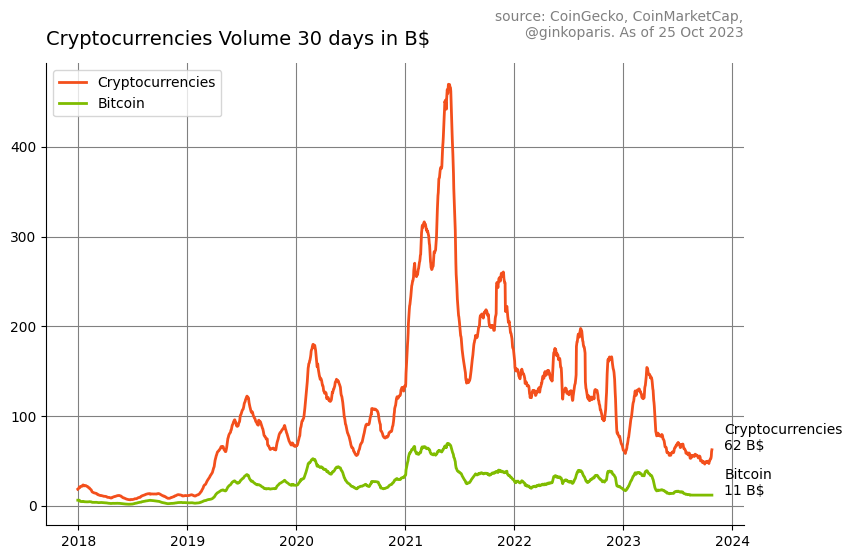 source: CoinGecko, CoinMarketCap,
@ginkoparis. As of 25 Oct 2023
Cryptocurrencies Volume 30 days in B$
Cryptocurrencies
Bitcoin
400
300
200
100
0
Cryptocurrencies
62 B$
Bitcoin
11 B$
2018
2019
2020
2021
2022
2023
2024